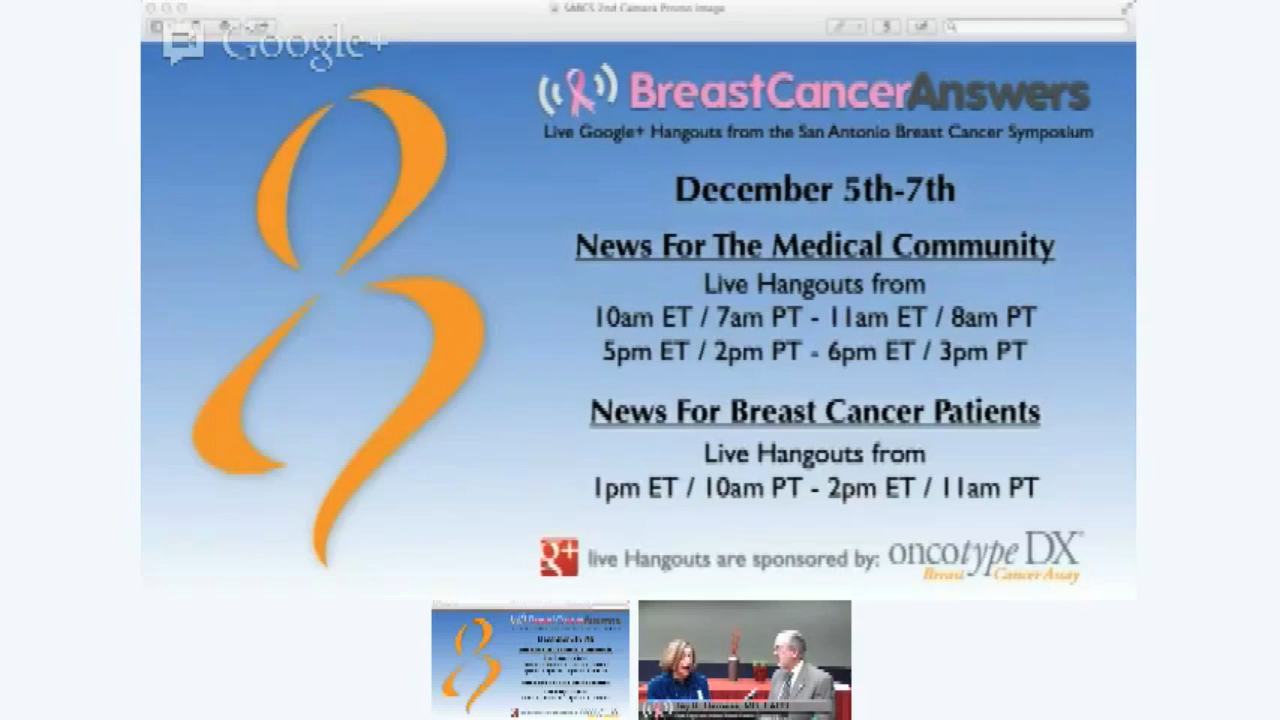 SABCS 2nd Camera Promo Image
Google+
BreastCancerAnswers
Live Google+ Hangouts from the San Antonio Breast Cancer Symposium
December 5th-7th
News For The Medical Community
Live Hangouts from
10am ET / 7am PT - 11am ET / 8am PT
5pm ET / 2pm PT - 6pm ET / 3pm PT
News For Breast Cancer Patients
Live Hangouts from
1pm ET / 10am PT - 2pm ET / 11am PT
g+ live Hangouts are sponsored by: oncotype DX
Breast Cancer Assay